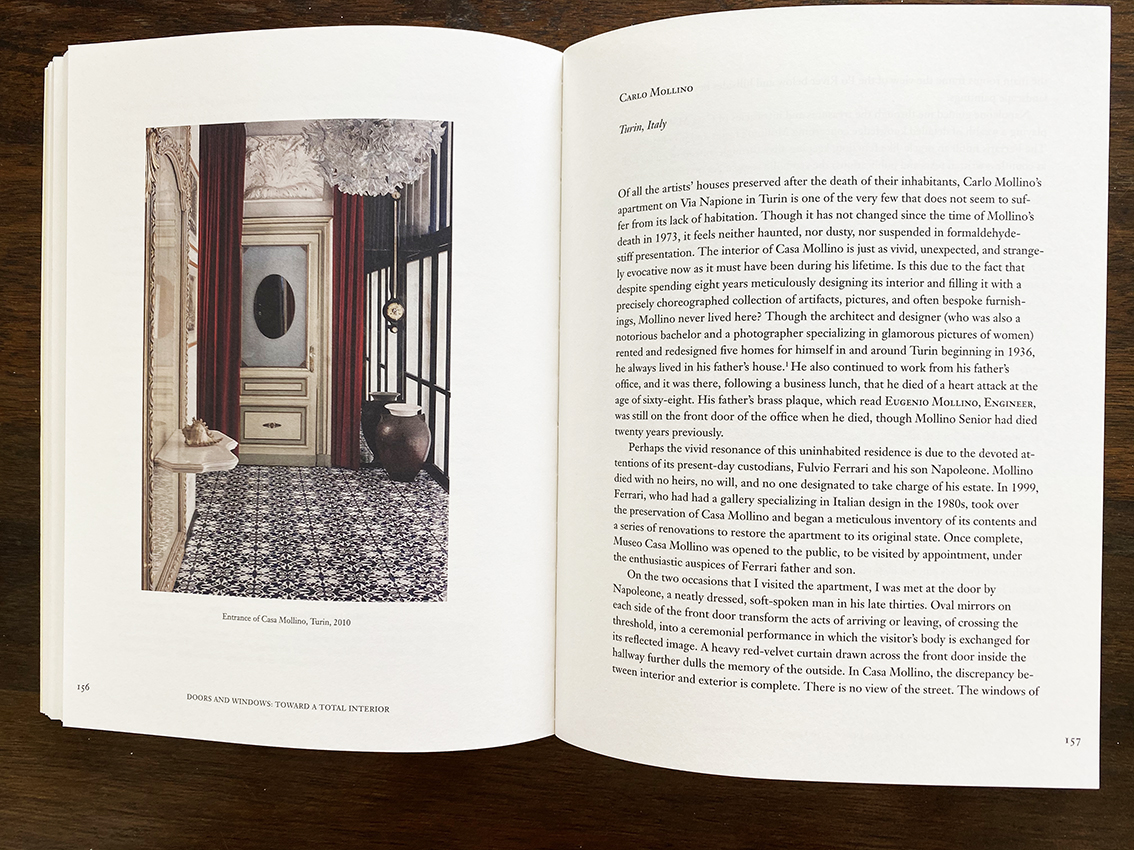 Entrance of Casa Mollino, Turin, 2010
156
DOORS AND WINDOWS: TOWARD A TOTAL INTERIOR
CARLO MOLLINO
Turin, Italy
Of all the artists' houses preserved after the death of their inhabitants, Carlo Mollino's
apartment on Via Napione in Turin is one of the very few that does not seem to suf-
fer from its lack of habitation. Though it has not changed since the time of Mollino's
death in 1973, it feels neither haunted, nor dusty, nor suspended in formaldehyde-
stiff presentation. The interior of Casa Mollino is just as vivid, unexpected, and strange-
ly evocative now as it must have been during his lifetime. Is this due to the fact that
despite spending eight years meticulously designing its interior and filling it with a
precisely choreographed collection of artifacts, pictures, and often bespoke furnish-
ings, Mollino never lived here? Though the architect and designer (who was also a
notorious bachelor and a photographer specializing in glamorous pictures of women)
rented and redesigned five homes for himself in and around Turin beginning in 1936,
he always lived in his father's house.¹ He also continued to work from his father's
office, and it was there, following a business lunch, that he died of a heart attack at the
age of sixty-eight. His father's brass plaque, which read EUGENIO MOLLINO, ENGINEER,
was still on the front door of the office when he died, though Mollino Senior had died
twenty years previously.
Perhaps the vivid resonance of this uninhabited residence is due to the devoted at-
tentions of its present-day custodians, Fulvio Ferrari and his son Napoleone. Mollino
died with no heirs, no will, and no one designated to take charge of his estate. In 1999,
Ferrari, who had had a gallery specializing in Italian design in the 1980s, took over
the preservation of Casa Mollino and began a meticulous inventory of its contents and
a series of renovations to restore the apartment to its original state. Once complete,
Museo Casa Mollino was opened to the public, to be visited by appointment, under
the enthusiastic auspices of Ferrari father and son.
On the two occasions that I visited the apartment, I was met at the door by
Napoleone, a neatly dressed, soft-spoken man in his late thirties. Oval mirrors on
each side of the front door transform the acts of arriving or leaving, of crossing the
threshold, into a ceremonial performance in which the visitor's body is exchanged for
its reflected image. A heavy red-velvet curtain drawn across the front door inside the
hallway further dulls the memory of the outside. In Casa Mollino, the discrepancy be-
tween interior and exterior is complete. There is no view of the street. The windows of
157